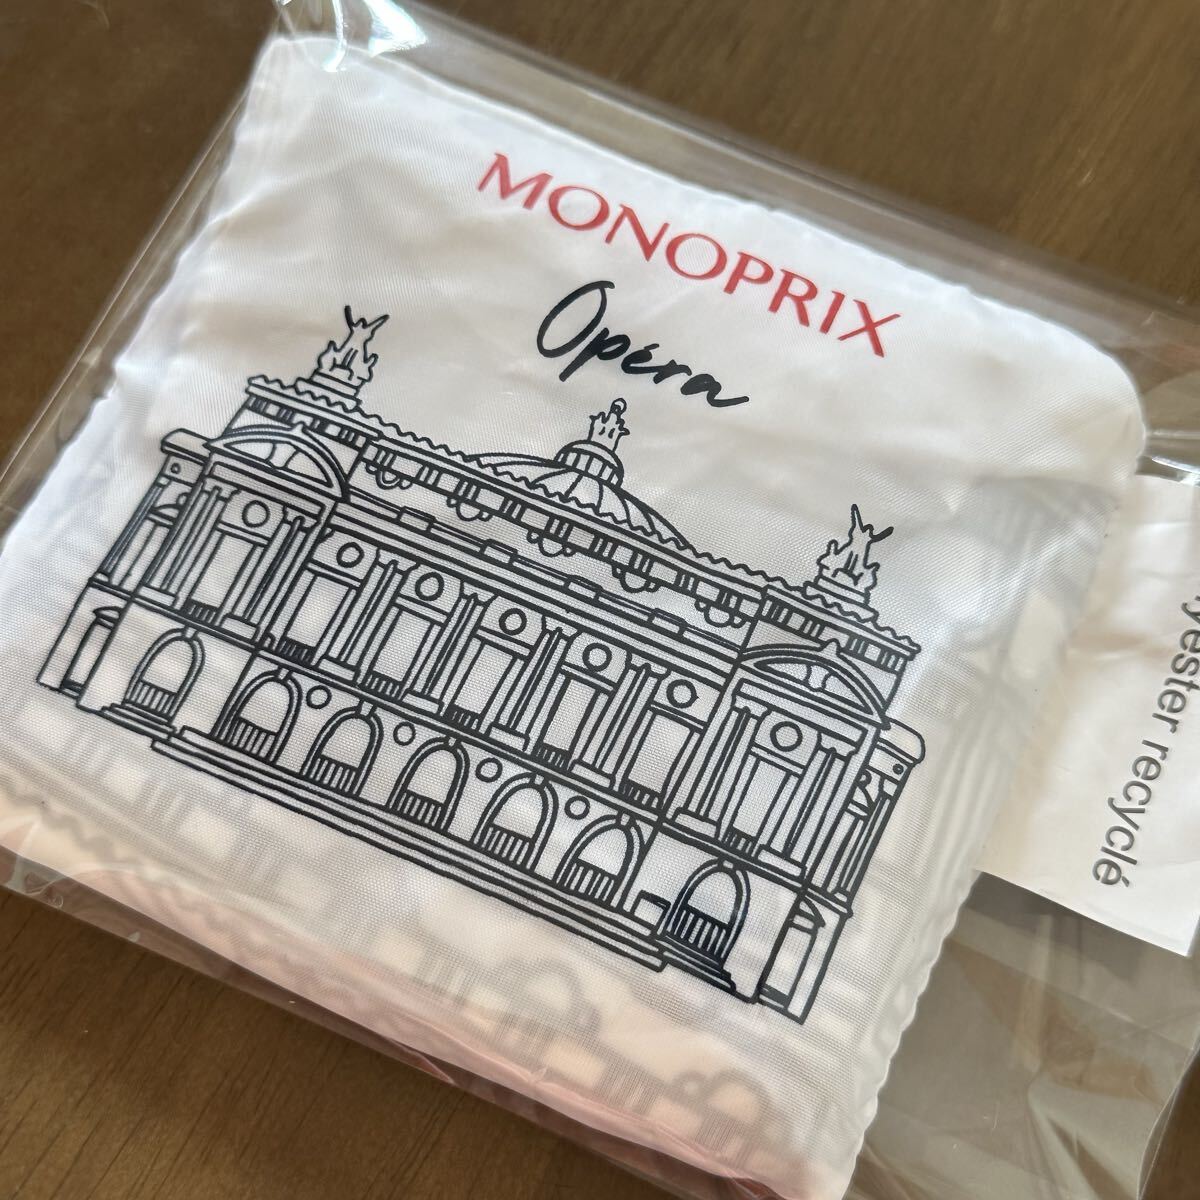 MONOPRIX
Opéra
yester recyclé